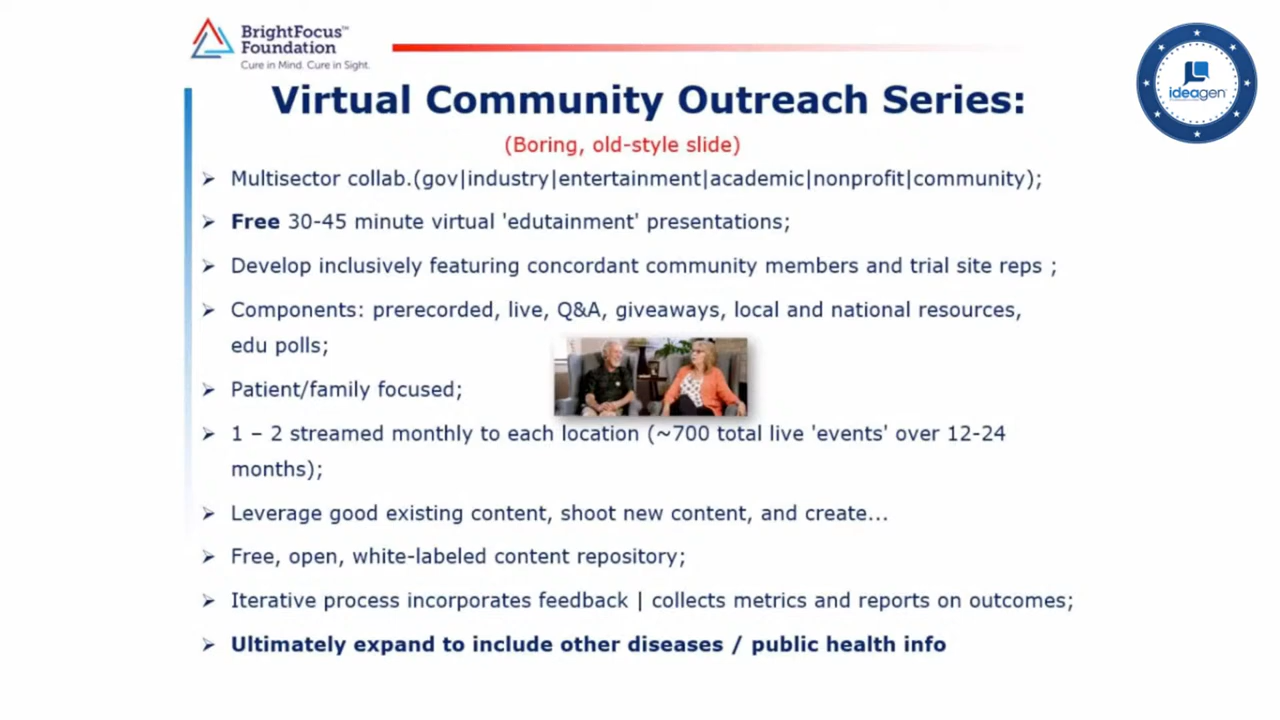 BrightFocus™
Foundation
Cure in Mind. Cure in Sight.
ideagen
Virtual Community Outreach Series:
(Boring, old-style slide)
Multisector collab.(gov|industry|entertainment|academic|nonprofit|community);
Free 30-45 minute virtual 'edutainment' presentations;
Develop inclusively featuring concordant community members and trial site reps ;
Components: prerecorded, live, Q&A, giveaways, local and national resources,
edu polls;
Patient/family focused;
1 – 2 streamed monthly to each location (~700 total live 'events' over 12-24
months);
Leverage good existing content, shoot new content, and create...
Free, open, white-labeled content repository;
Iterative process incorporates feedback | collects metrics and reports on outcomes;
Ultimately expand to include other diseases / public health info